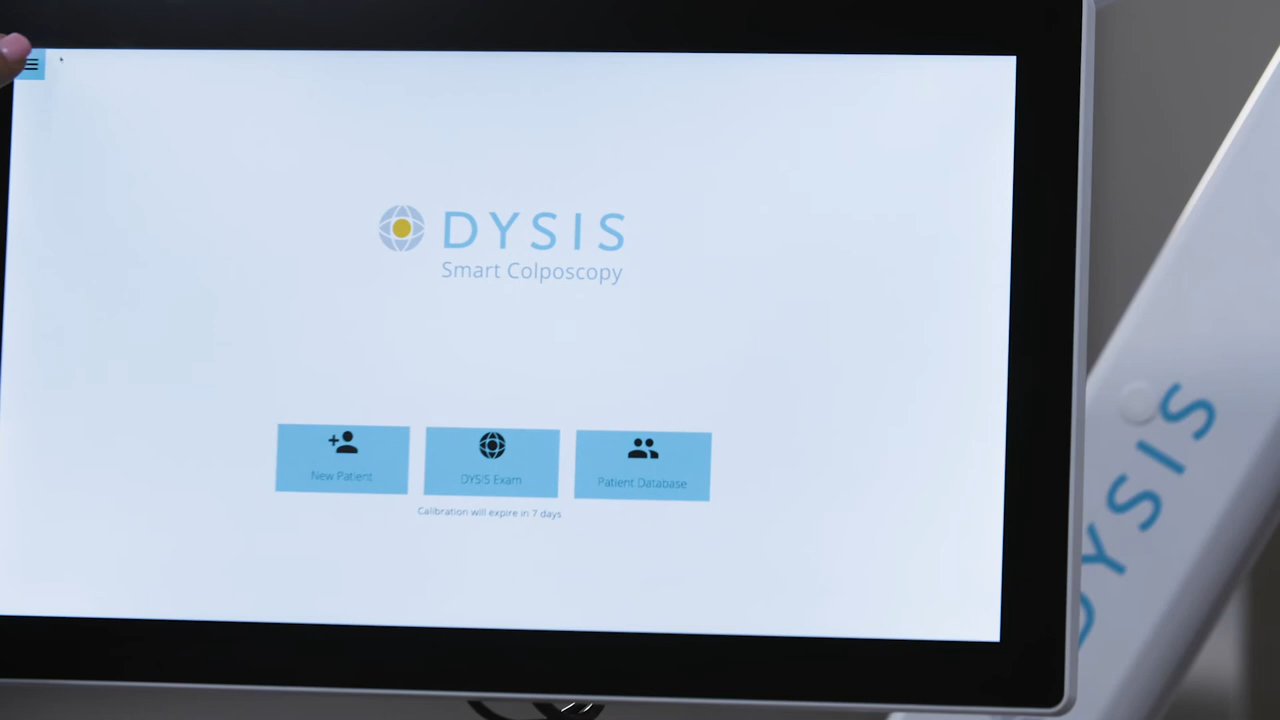 DYSIS
Smart Colposcopy
New Patient
DYSIS Exam
Patient Database
Calibration will expire in 7 days
DYSIS